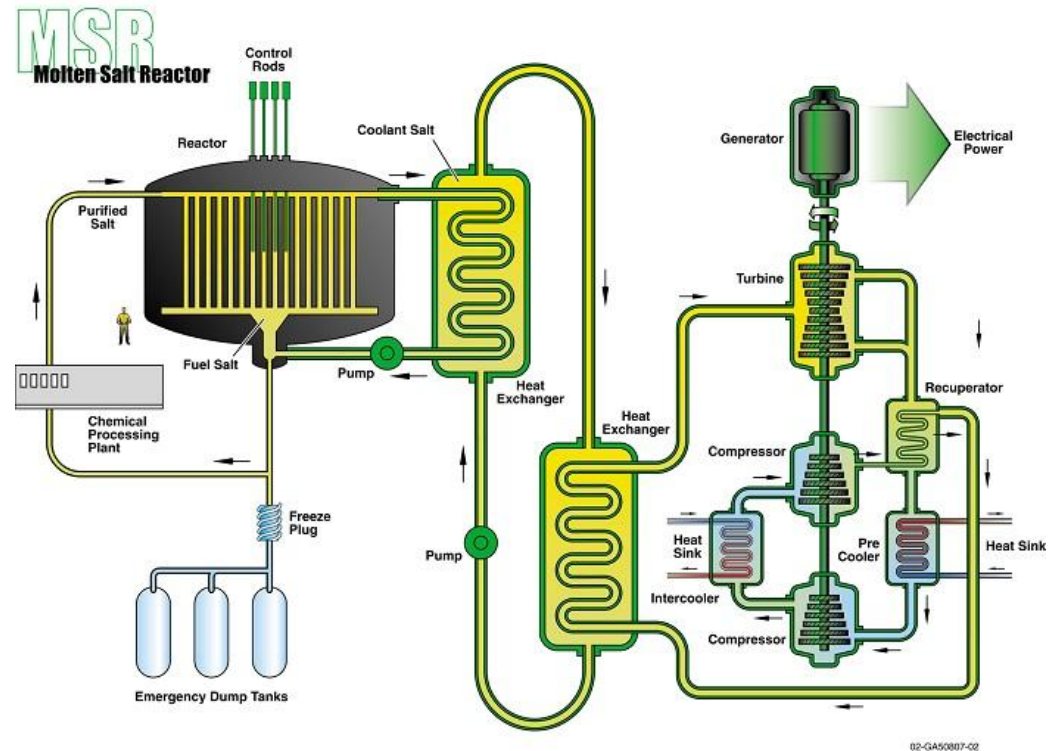 MSR
Molten Salt Reactor
Control
Rods
Coolant Salt
Reactor
Purified
Salt
Fuel Salt
Pump
Heat
Exchanger
Chemical
Processing
Plant
Freeze
Plug
Emergency Dump Tanks
Pump
Heat
Exchanger
Generator
Electrical
Power
Turbine
Recuperator
Compressor
Heat
Sink
Intercooler
Pre
Cooler
Heat Sink
Compressor
02-GA50807-02